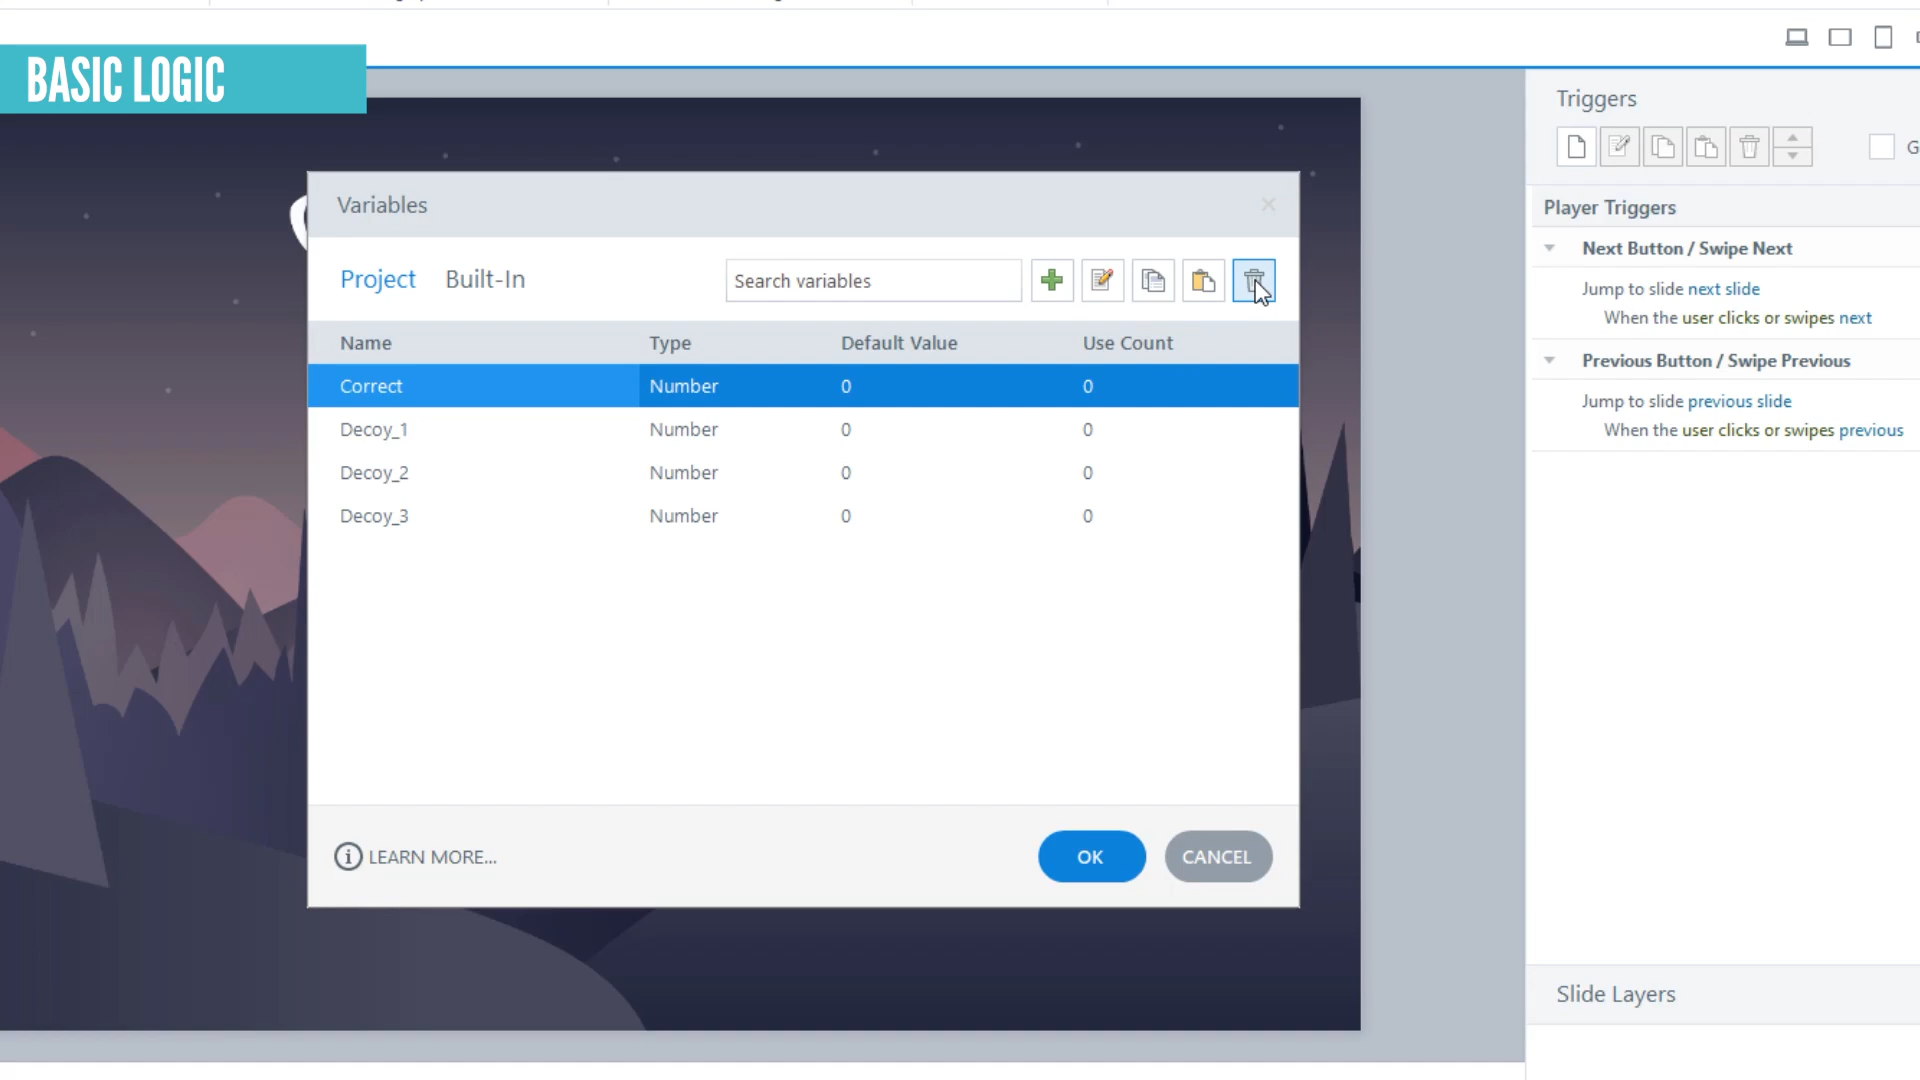 BASIC LOGIC
Triggers
Variables
Project Built-In Search variables
Name Type Default Value Use Count
Correct Number 0 0
Decoy_1 Number 0 0
Decoy_2 Number 0 0
Decoy_3 Number 0 0
LEARN MORE...
OK CANCEL
Player Triggers
Next Button / Swipe Next
Jump to slide next slide
When the user clicks or swipes next
Previous Button / Swipe Previous
Jump to slide previous slide
When the user clicks or swipes previous
Slide Layers